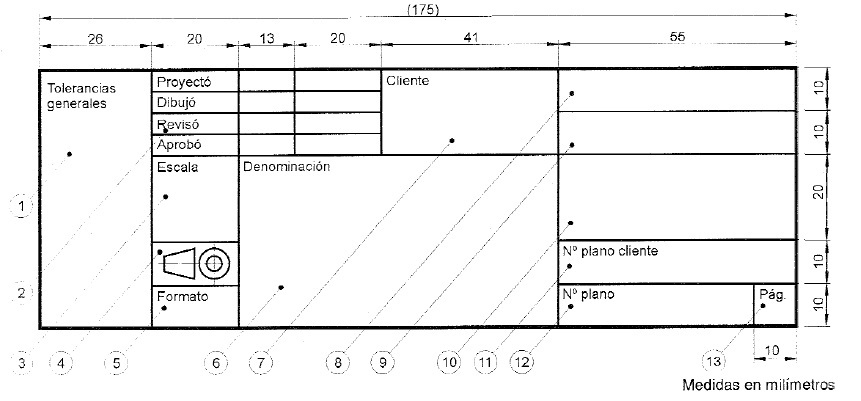 (175)
26 20 13 20 41 55
Tolerancias
generales
Proyectó
Dibujó
Revisó
Aprobó
Cliente
10
10
Escala
Denominación
20
Nº plano cliente
10
Formato
Nº plano
Pág.
10
1
2
3 4 5 6 7 8 9 10 11 12 13
10
Medidas en milímetros